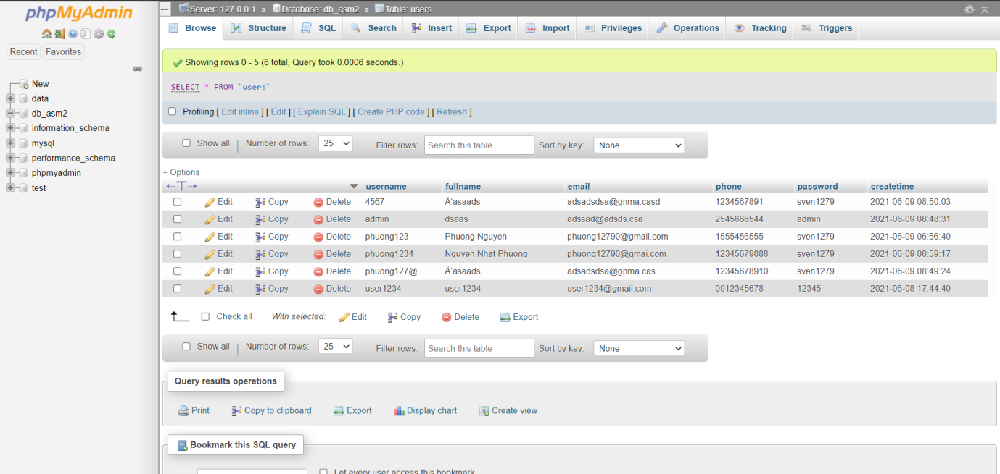 phpMyAdmin
Recent Favorites
New
data
db_asm2
information_schema
mysql
performance_schema
phpmyadmin
test
Server: 127.0.0.1 » Database: db_asm2 » Table: users
Browse Structure SQL Search Insert Export Import Privileges Operations Tracking Triggers
Showing rows 0 - 5 (6 total, Query took 0.0006 seconds.)
SELECT * FROM `users`
Profiling [ Edit inline ] [ Edit ] [ Explain SQL ] [ Create PHP code ] [ Refresh ]
Show all | Number of rows: 25 Filter rows: Search this table Sort by key: None
+ Options
←T→ username fullname email phone password createtime
Edit Copy Delete 4567 Ä‘asaads adsadsdsa@gnma.casd 1234567891 sven1279 2021-06-09 08:50:03
Edit Copy Delete admin dsaas adssad@adsds.csa 2545666544 admin 2021-06-09 08:48:31
Edit Copy Delete phuong123 Phuong Nguyen phuong12790@gmail.com 1555456555 sven1279 2021-06-09 06:56:40
Edit Copy Delete phuong1234 Nguyen Nhat Phuong phuong12790@gmai.com 12345679888 sven1279 2021-06-09 08:59:17
Edit Copy Delete phuong127@ Ä‘asaads adsadsdsa@gnma.cas 12345678910 sven1279 2021-06-09 08:49:24
Edit Copy Delete user1234 user1234 user1234@gmail.com 0912345678 12345 2021-06-08 17:44:40
Check all With selected: Edit Copy Delete Export
Show all | Number of rows: 25 Filter rows: Search this table Sort by key: None
Query results operations
Print Copy to clipboard Export Display chart Create view
Bookmark this SQL query
Let every user access this bookmark